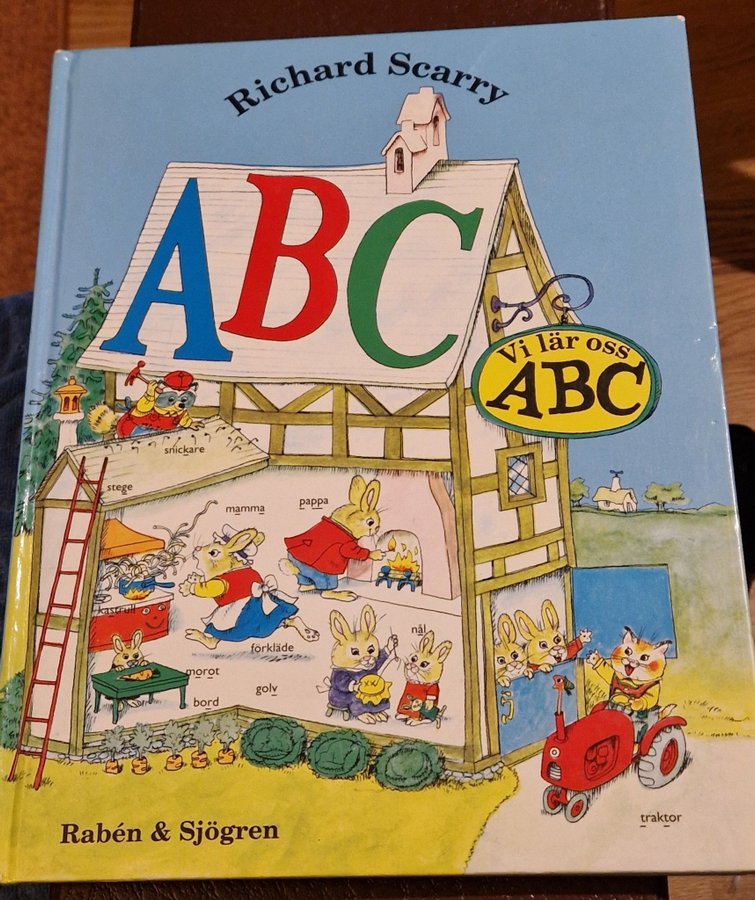 Richard Scarry
ABC
Vi lär oss
ABC
snickare
stege
mamma
pappa
kastrull
förkläde
nål
morot
golv
bord
traktor
Rabén & Sjögren